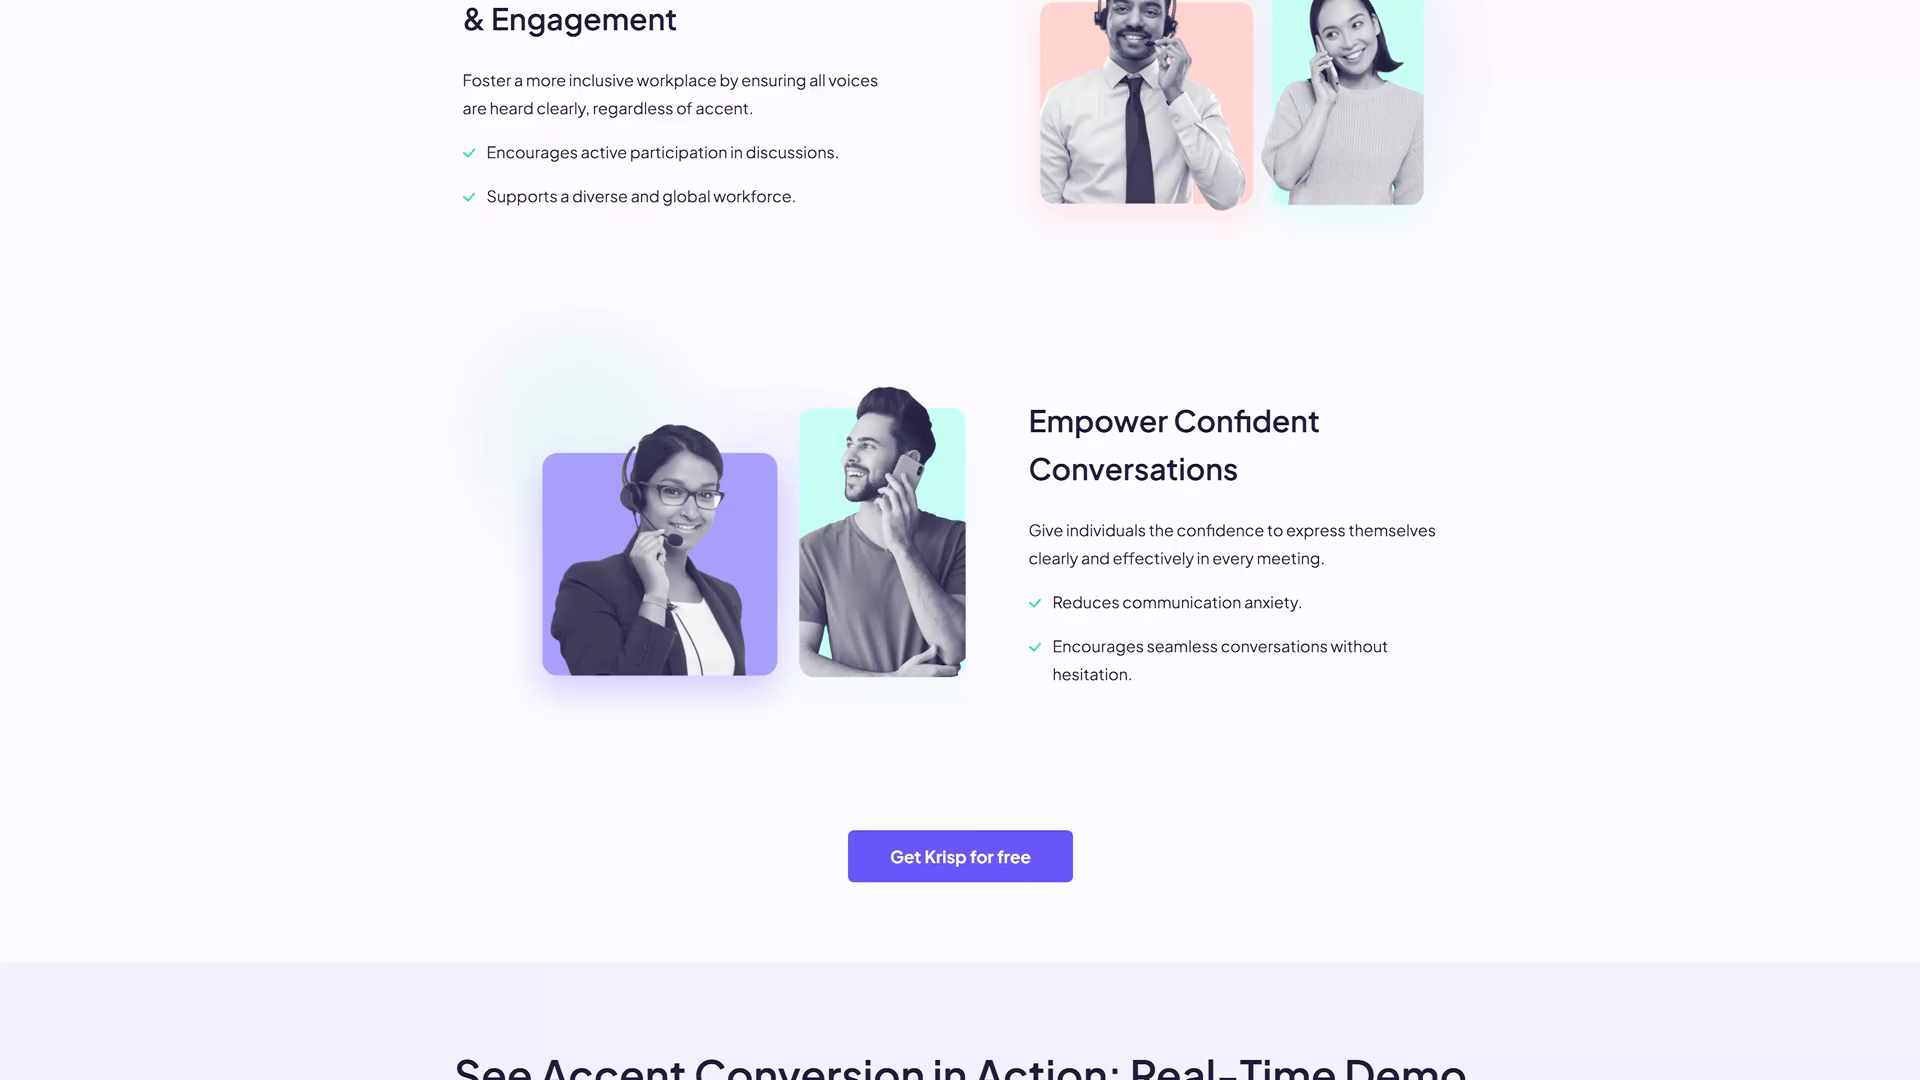 & Engagement
Foster a more inclusive workplace by ensuring all voices
are heard clearly, regardless of accent.
Encourages active participation in discussions.
Supports a diverse and global workforce.
Empower Confident
Conversations
Give individuals the confidence to express themselves
clearly and effectively in every meeting.
Reduces communication anxiety.
Encourages seamless conversations without
hesitation.
Get Krisp for free
See Accent Conversion in Action: Real-Time Demo